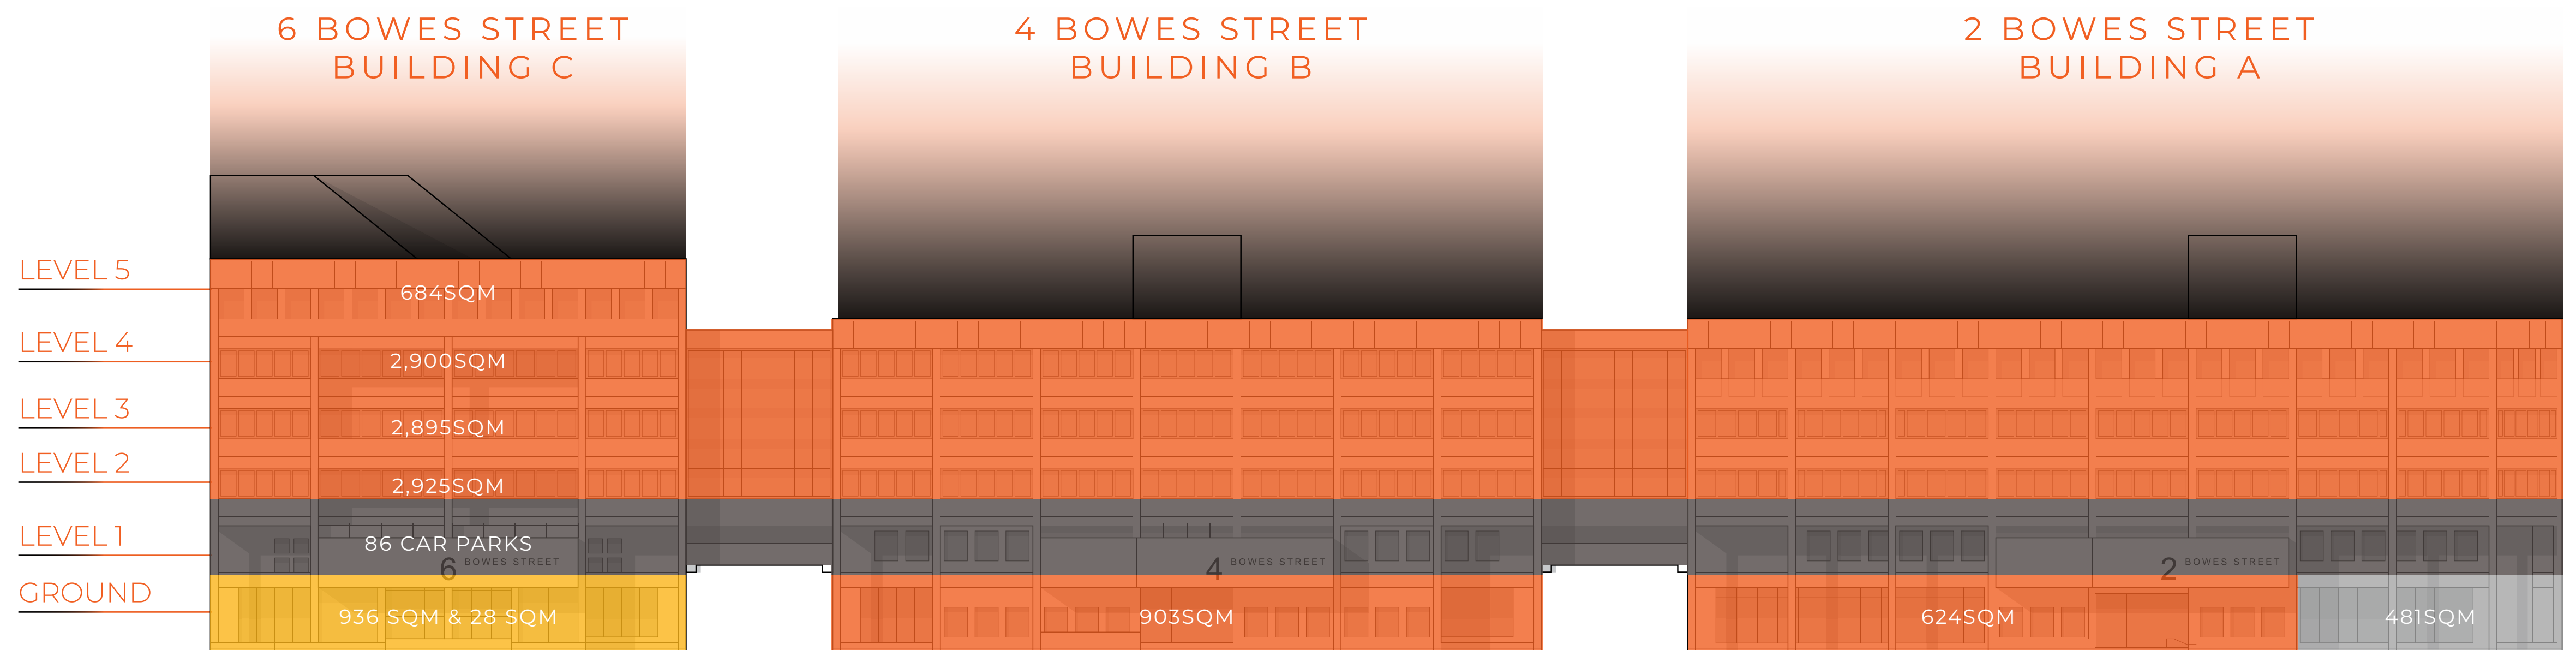 6 BOWES STREET
BUILDING C
4 BOWES STREET
BUILDING B
2 BOWES STREET
BUILDING A
LEVEL 5
684SQM
LEVEL 4
2,900SQM
LEVEL 3
2,895SQM
LEVEL 2
2,925SQM
LEVEL 1
86 CAR PARKS
6 BOWES STREET
4 BOWES STREET
2 BOWES STREET
GROUND
936 SQM & 28 SQM
903SQM
624SQM
481SQM